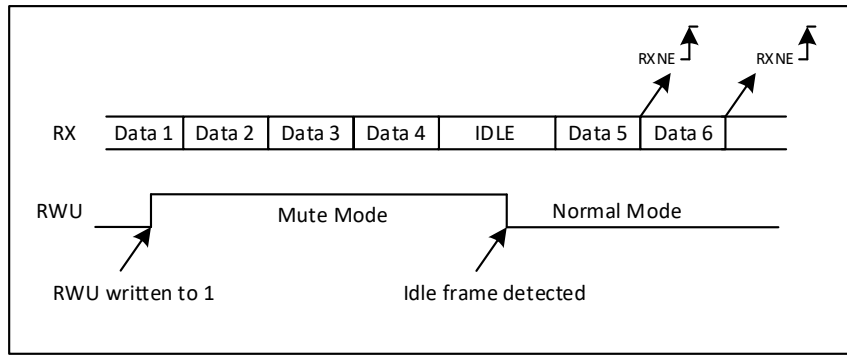 RXNE RXNE
RX Data 1 Data 2 Data 3 Data 4 IDLE Data 5 Data 6
RWU Mute Mode Normal Mode
RWU written to 1 Idle frame detected